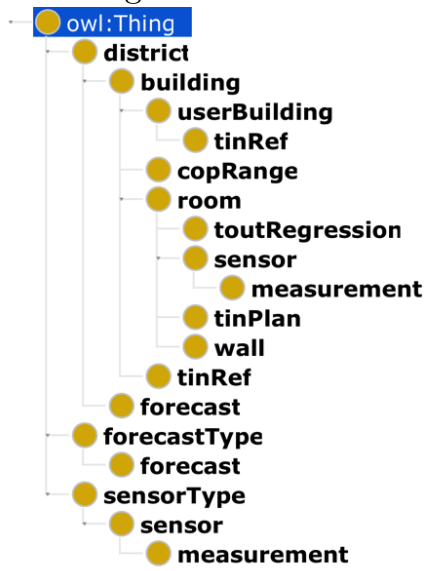 owl:Thing
district
building
userBuilding
tinRef
copRange
room
toutRegression
sensor
measurement
tinPlan
wall
tinRef
forecast
forecastType
forecast
sensorType
sensor
measurement